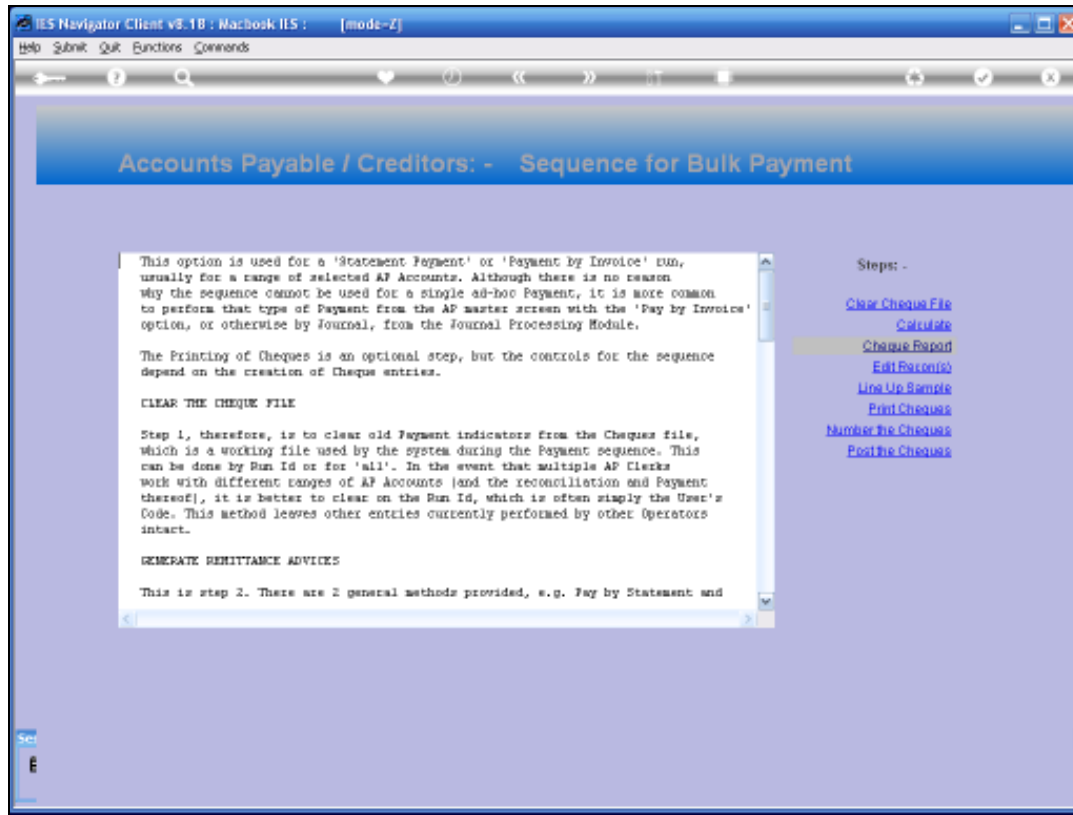 IES Navigator Client v8.1B : Macbook IES : [mode-Z]
Help Submit Quit Functions Commands
Accounts Payable / Creditors: - Sequence for Bulk Payment
This option is used for a 'Statement Payment' or 'Payment by Invoice' run,
usually for a range of selected AP Accounts. Although there is no reason
why the sequence cannot be used for a single ad-hoc Payment, it is more common
to perform that type of Payment from the AP master screen with the 'Pay by Invoice'
option, or otherwise by Journal, from the Journal Processing Module.
The Printing of Cheques is an optional step, but the controls for the sequence
depend on the creation of Cheque entries.
CLEAR THE CHEQUE FILE
Step 1, therefore, is to clear old Payment indicators from the Cheques file,
which is a working file used by the system during the Payment sequence. This
can be done by Run Id or for 'all'. In the event that multiple AP Clerks
work with different ranges of AP Accounts (and the reconciliation and Payment
thereof), it is better to clear on the Run Id, which is often simply the User's
Code. This method leaves other entries currently performed by other Operators
intact.
GENERATE REMITTANCE ADVICES
This is step 2. There are 2 general methods provided, e.g. Pay by Statement and
Steps: -
Clear Cheque File
Calculate
Cheque Report
Edit Recon(s)
Line Up Sample
Print Cheques
Number the Cheques
Post the Cheques
Ses